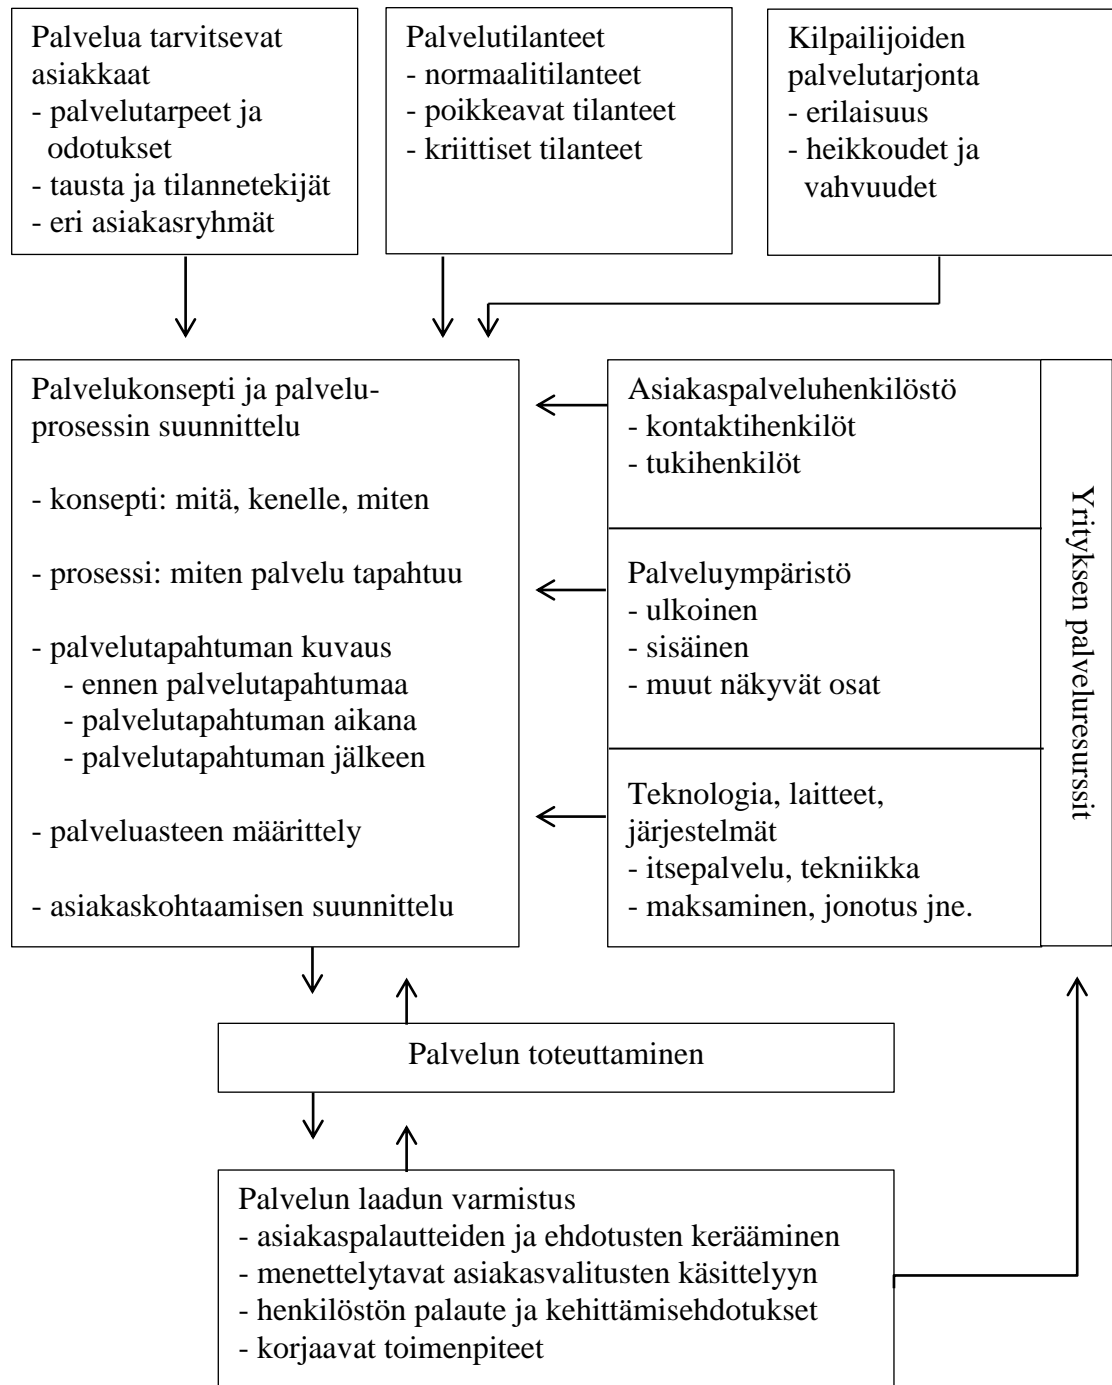 Palvelua tarvitsevat
asiakkaat
- palvelutarpeet ja
odotukset
- tausta ja tilannetekijät
- eri asiakasryhmät
Palvelutilanteet
- normaalitilanteet
- poikkeavat tilanteet
- kriittiset tilanteet
Kilpailijoiden
palvelutarjonta
- erilaisuus
- heikkoudet ja
vahvuudet
Palvelukonsepti ja palvelu-
prosessin suunnittelu
- konsepti: mitä, kenelle, miten
- prosessi: miten palvelu tapahtuu
- palvelutapahtuman kuvaus
- ennen palvelutapahtumaa
- palvelutapahtuman aikana
- palvelutapahtuman jälkeen
- palveluasteen määrittely
- asiakaskohtaamisen suunnittelu
Asiakaspalveluhenkilöstö
- kontaktihenkilöt
- tukihenkilöt
Palveluympäristö
- ulkoinen
- sisäinen
- muut näkyvät osat
Teknologia, laitteet,
järjestelmät
- itsepalvelu, tekniikka
- maksaminen, jonotus jne.
Yrityksen palveluresurssit
Palvelun toteuttaminen
Palvelun laadun varmistus
- asiakaspalautteiden ja ehdotusten kerääminen
- menettelytavat asiakasvalitusten käsittelyyn
- henkilöstön palaute ja kehittämisehdotukset
- korjaavat toimenpiteet